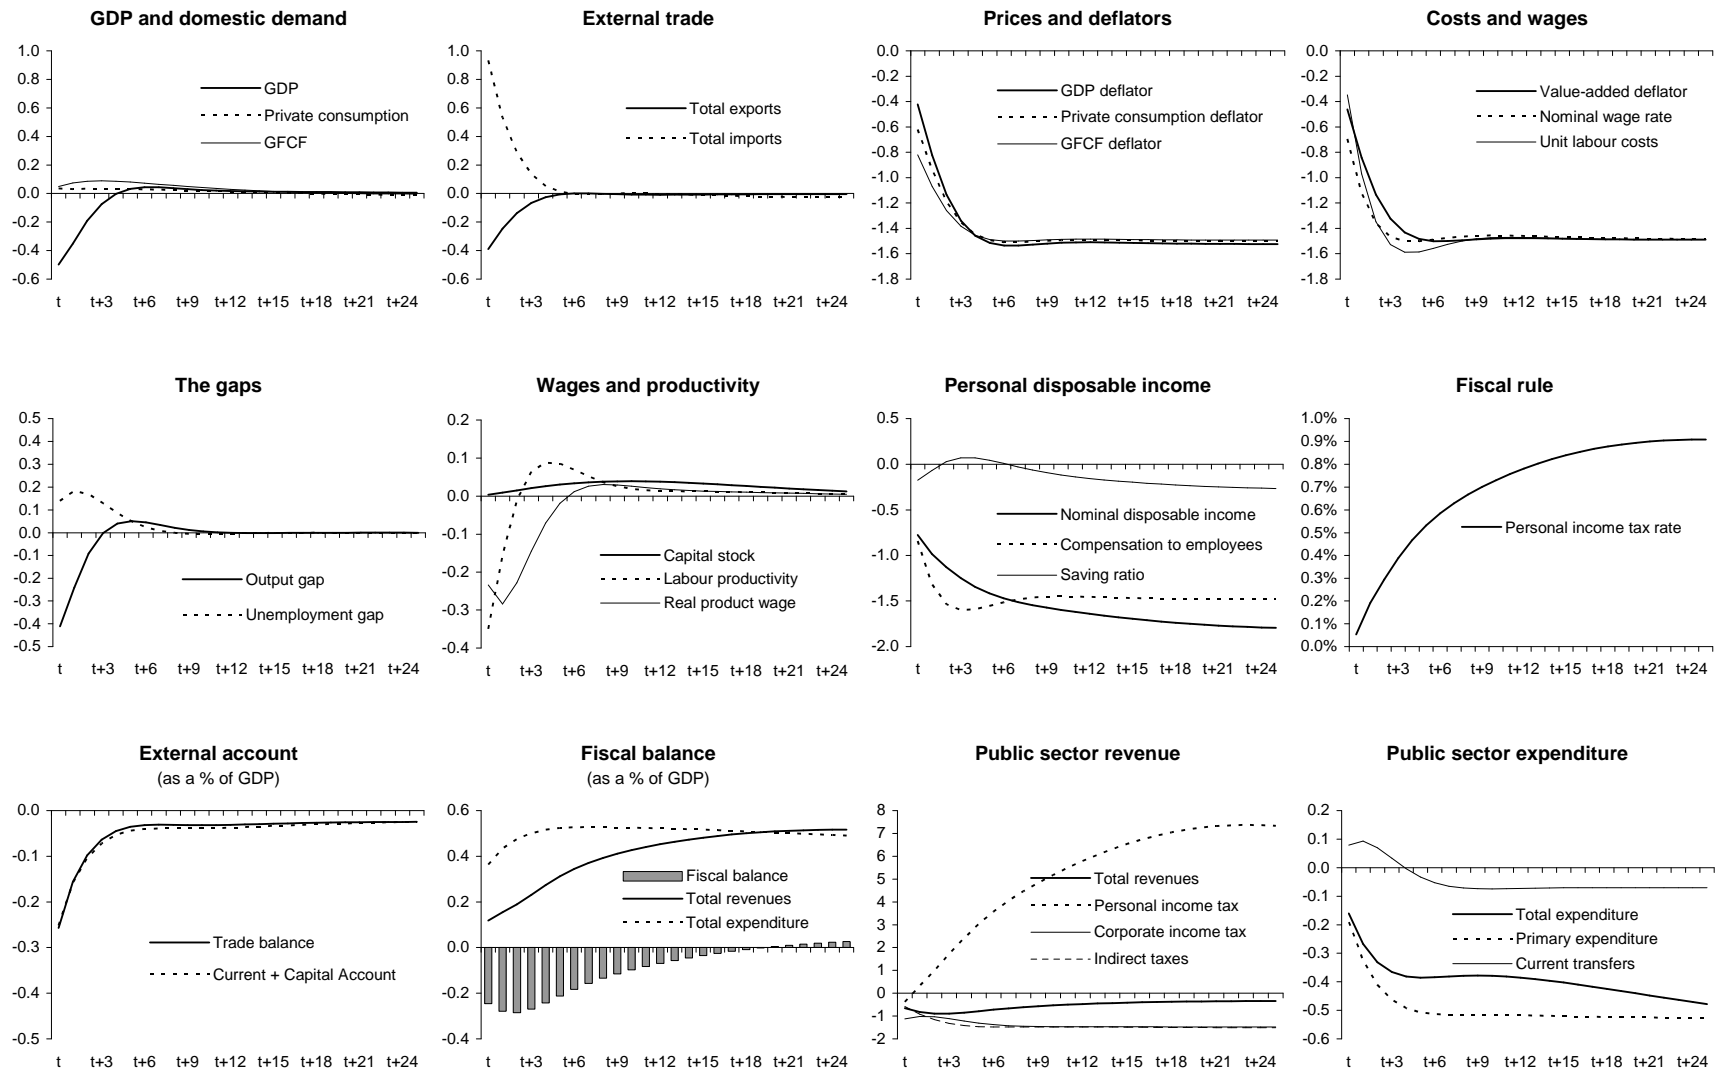 GDP and domestic demand
1.0
0.8
0.6
0.4
0.2
0.0
-0.2
-0.4
-0.6
GDP
Private consumption
GFCF
t t+3 t+6 t+9 t+12 t+15 t+18 t+21 t+24
External trade
1.0
0.8
0.6
0.4
0.2
0.0
-0.2
-0.4
-0.6
Total exports
Total imports
t t+3 t+6 t+9 t+12 t+15 t+18 t+21 t+24
Prices and deflators
0.0
-0.2
-0.4
-0.6
-0.8
-1.0
-1.2
-1.4
-1.6
-1.8
GDP deflator
Private consumption deflator
GFCF deflator
t t+3 t+6 t+9 t+12 t+15 t+18 t+21 t+24
Costs and wages
0.0
-0.2
-0.4
-0.6
-0.8
-1.0
-1.2
-1.4
-1.6
-1.8
Value-added deflator
Nominal wage rate
Unit labour costs
t t+3 t+6 t+9 t+12 t+15 t+18 t+21 t+24
The gaps
0.5
0.4
0.3
0.2
0.1
0.0
-0.1
-0.2
-0.3
-0.4
-0.5
Output gap
Unemployment gap
t t+3 t+6 t+9 t+12 t+15 t+18 t+21 t+24
Wages and productivity
0.2
0.1
0.0
-0.1
-0.2
-0.3
-0.4
Capital stock
Labour productivity
Real product wage
t t+3 t+6 t+9 t+12 t+15 t+18 t+21 t+24
Personal disposable income
0.5
0.0
-0.5
-1.0
-1.5
-2.0
Nominal disposable income
Compensation to employees
Saving ratio
t t+3 t+6 t+9 t+12 t+15 t+18 t+21 t+24
Fiscal rule
1.0%
0.9%
0.8%
0.7%
0.6%
0.5%
0.4%
0.3%
0.2%
0.1%
0.0%
Personal income tax rate
t t+3 t+6 t+9 t+12 t+15 t+18 t+21 t+24
External account
(as a % of GDP)
0.0
-0.1
-0.2
-0.3
-0.4
-0.5
Trade balance
Current + Capital Account
t t+3 t+6 t+9 t+12 t+15 t+18 t+21 t+24
Fiscal balance
(as a % of GDP)
0.6
0.4
0.2
0.0
-0.2
-0.4
Fiscal balance
Total revenues
Total expenditure
t t+3 t+6 t+9 t+12 t+15 t+18 t+21 t+24
Public sector revenue
8
7
6
5
4
3
2
1
0
-1
-2
Total revenues
Personal income tax
Corporate income tax
Indirect taxes
t t+3 t+6 t+9 t+12 t+15 t+18 t+21 t+24
Public sector expenditure
0.2
0.1
0.0
-0.1
-0.2
-0.3
-0.4
-0.5
-0.6
Total expenditure
Primary expenditure
Current transfers
t t+3 t+6 t+9 t+12 t+15 t+18 t+21 t+24